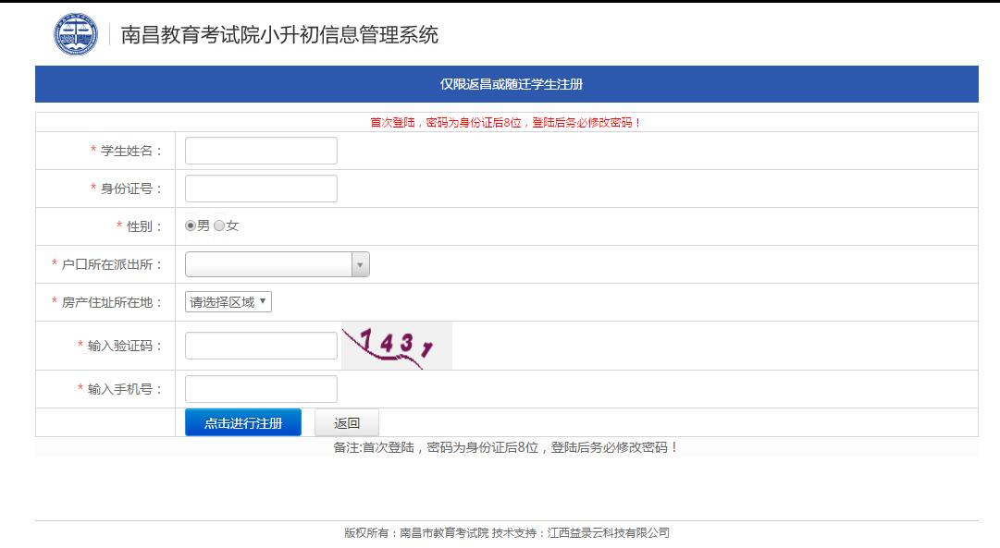 南昌教育考试院小升初信息管理系统
仅限返昌或随迁学生注册
首次登陆，密码为身份证后8位，登陆后务必修改密码！
* 学生姓名：
* 身份证号：
* 性别： 男 女
* 户口所在派出所：
* 房产住址所在地： 请选择区域
* 输入验证码： 7431
* 输入手机号：
点击进行注册 返回
备注:首次登陆，密码为身份证后8位，登陆后务必修改密码！
版权所有：南昌市教育考试院 技术支持：江西益录云科技有限公司